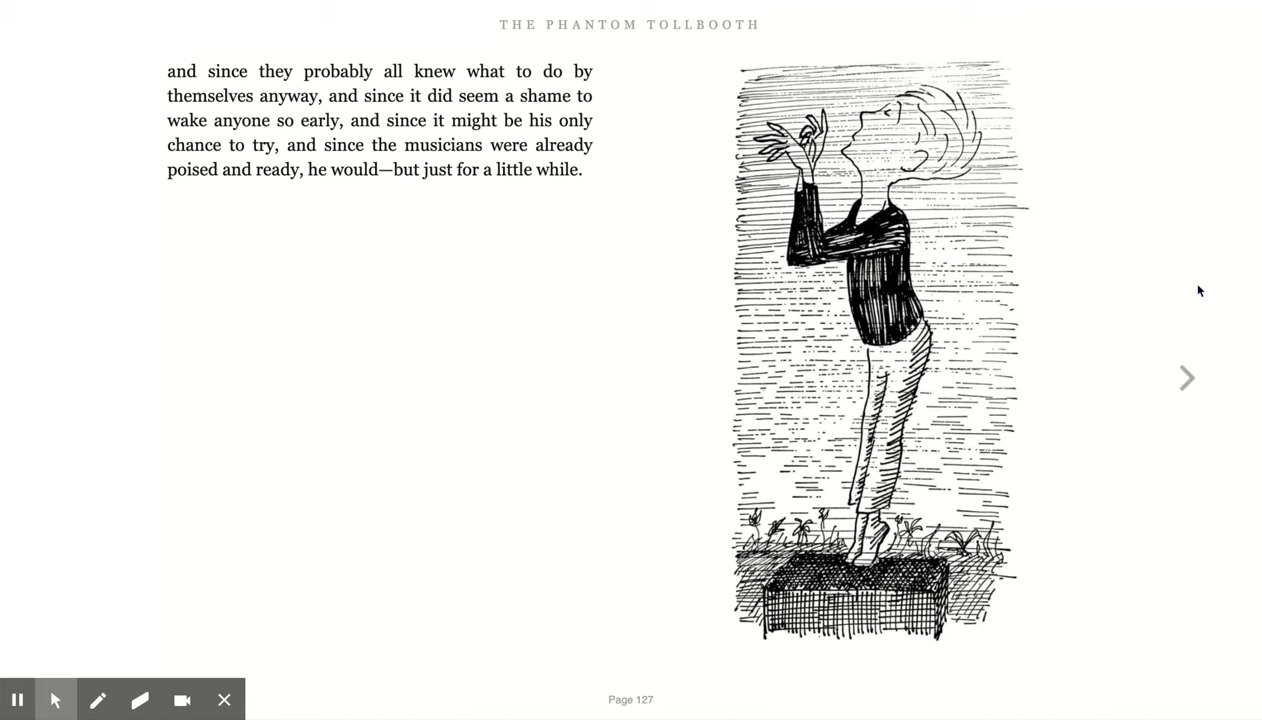 THE PHANTOM TOLLBOOTH
and since they probably all knew what to do by
themselves anyway, and since it did seem a shame to
wake anyone so early, and since it might be his only
chance to try, and since the musicians were already
poised and ready, he would—but just for a little while.
Page 127